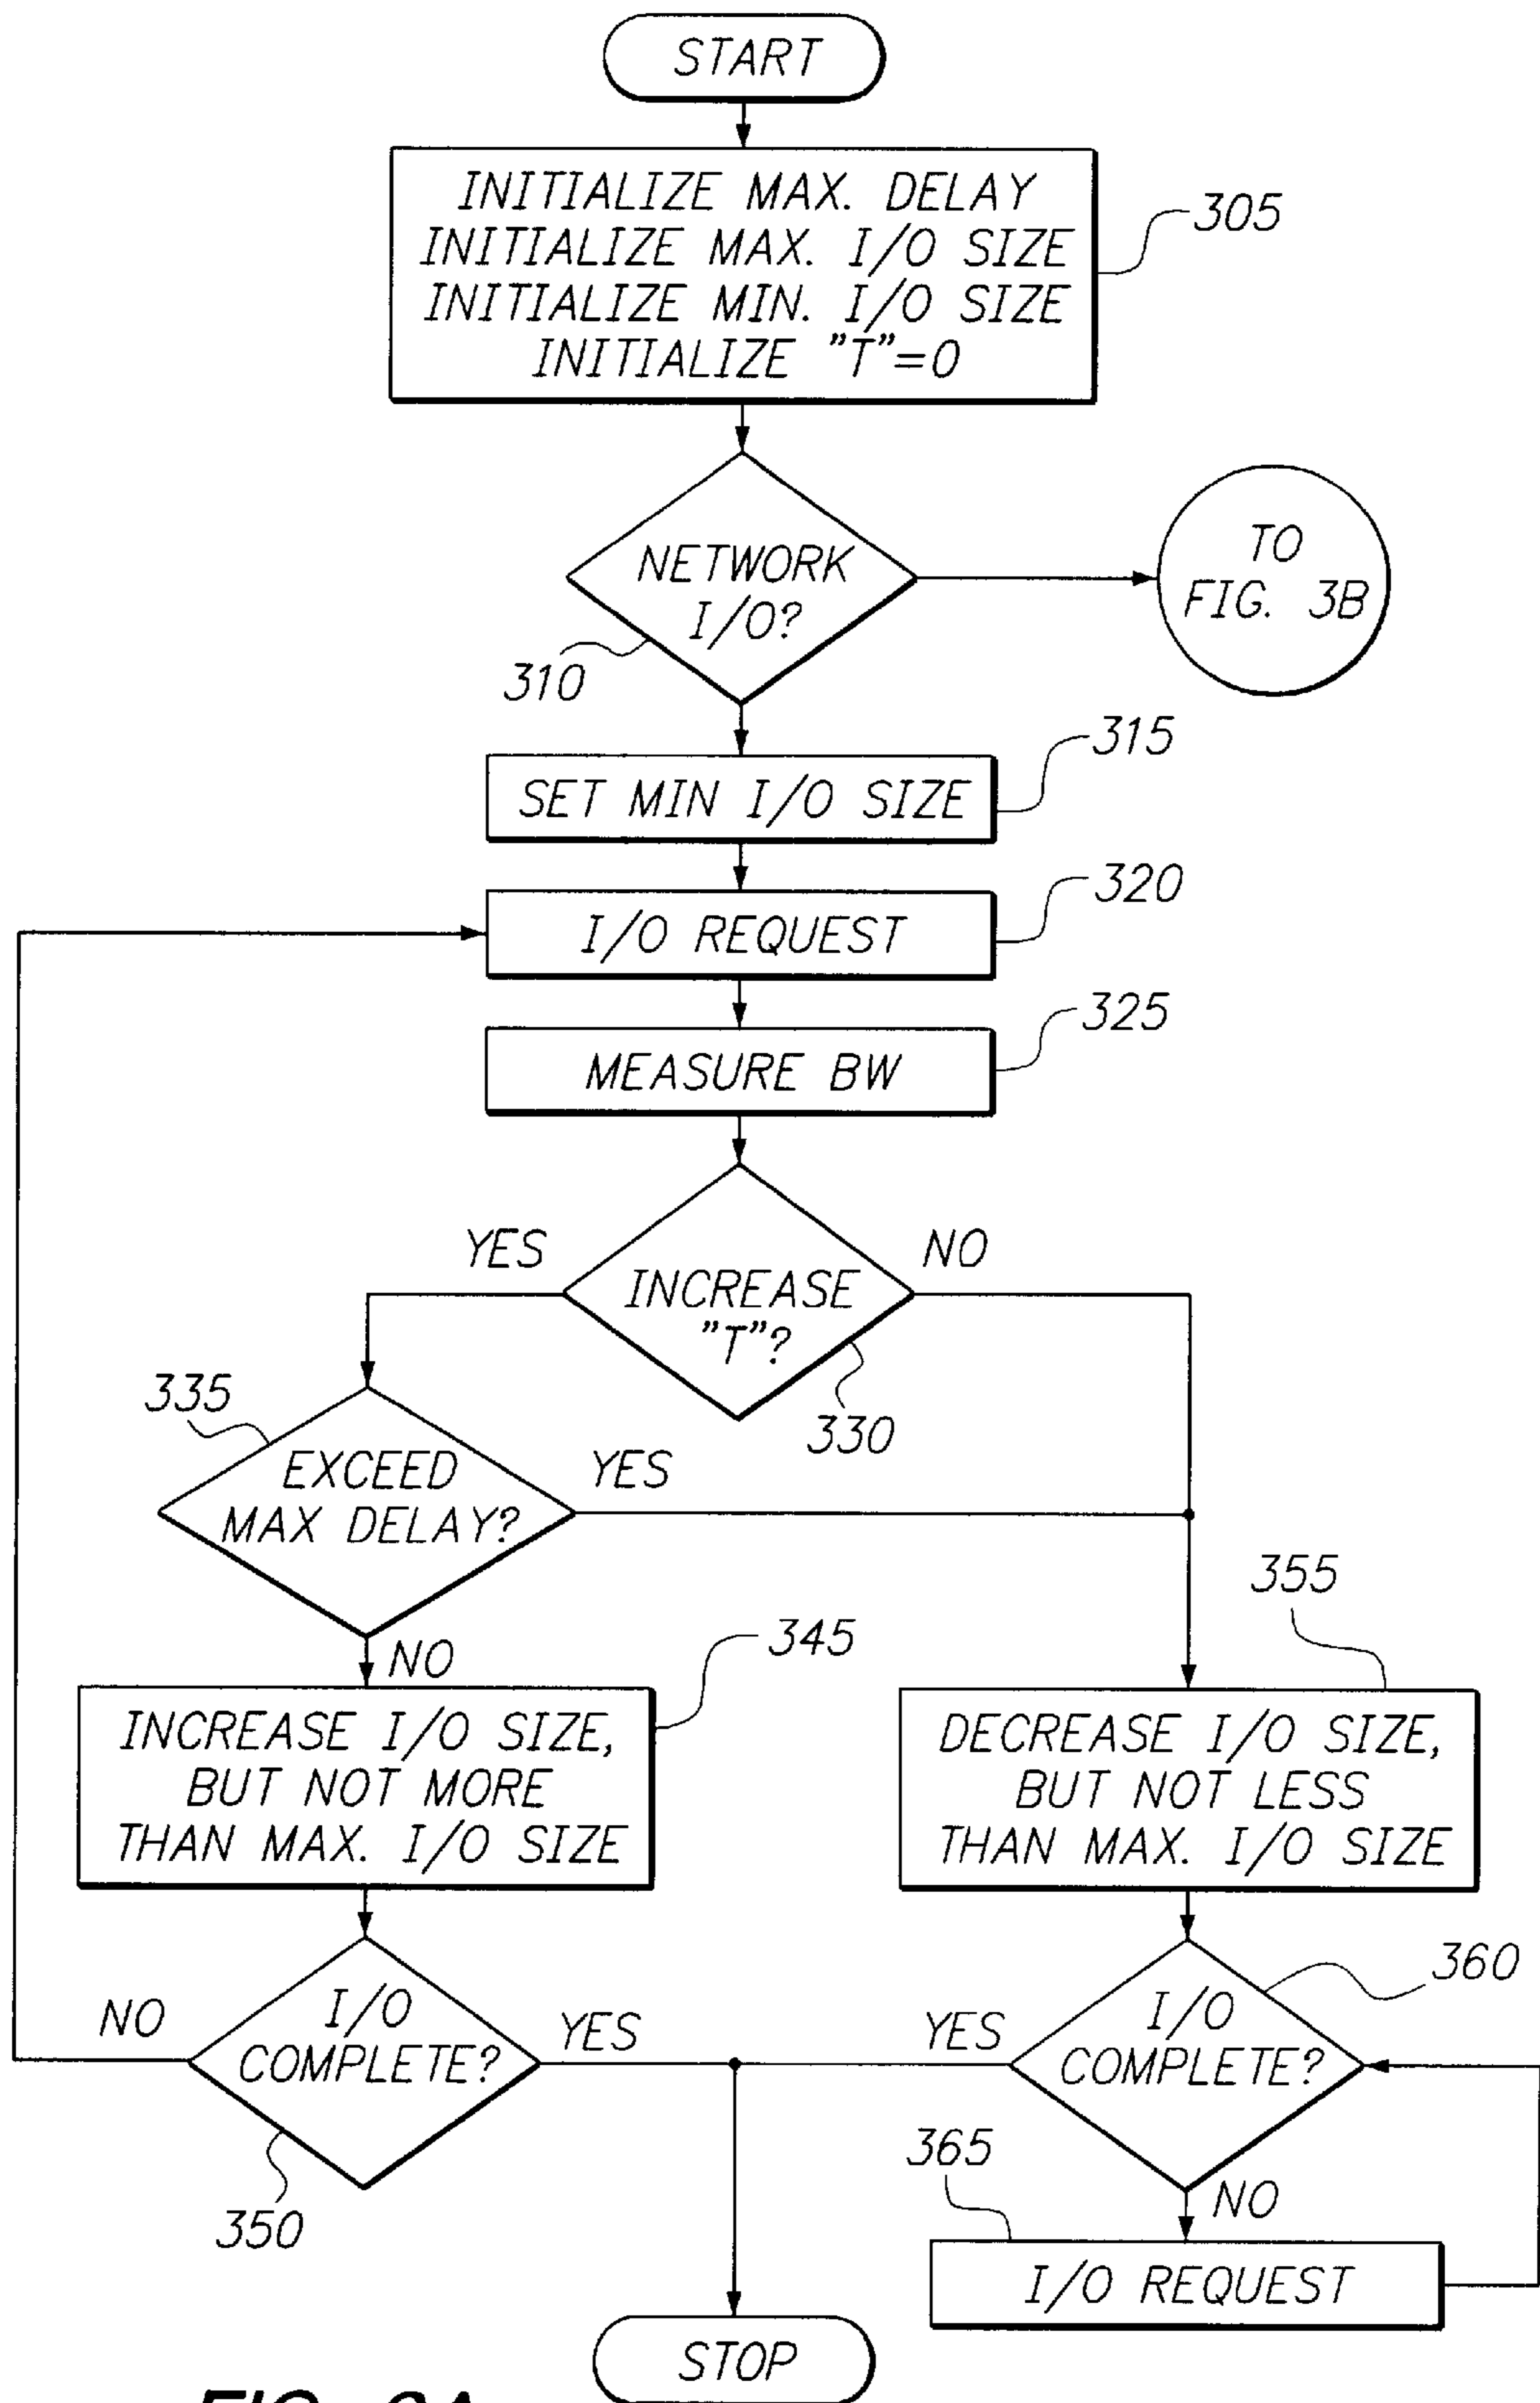 START
INITIALIZE MAX. DELAY
INITIALIZE MAX. I/O SIZE
INITIALIZE MIN. I/O SIZE
INITIALIZE "T"=0
305
NETWORK
I/O?
310
TO
FIG. 3B
315
SET MIN I/O SIZE
320
I/O REQUEST
325
MEASURE BW
YES
NO
INCREASE
"T"?
330
335
EXCEED
MAX DELAY?
YES
NO
345
355
INCREASE I/O SIZE,
BUT NOT MORE
THAN MAX. I/O SIZE
DECREASE I/O SIZE,
BUT NOT LESS
THAN MAX. I/O SIZE
NO
I/O
COMPLETE?
YES
350
YES
I/O
COMPLETE?
360
NO
365
I/O REQUEST
STOP